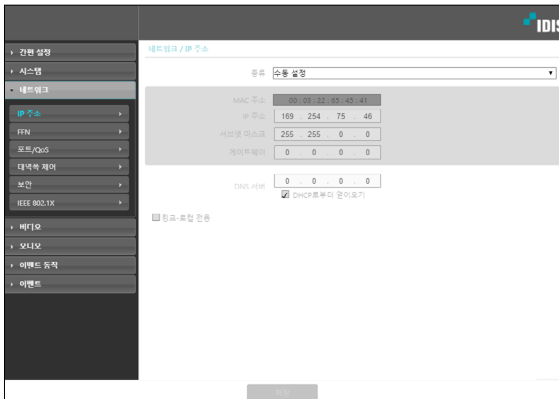 IDIS
간편 설정
시스템
네트워크
IP 주소
FEN
포트/QoS
대역폭 제어
보안
IEEE 802.1X
비디오
오디오
이벤트 동작
이벤트
네트워크 / IP 주소
종류 수동 설정
MAC 주소 00 : 03 : 22 : 65 : 45 : 41
IP 주소 169 . 254 . 75 . 46
서브넷 마스크 255 . 255 . 0 . 0
게이트웨이 0 . 0 . 0 . 0
DNS 서버 0 . 0 . 0 . 0
DHCP로부터 얻어오기
링크-로컬 전용
저장